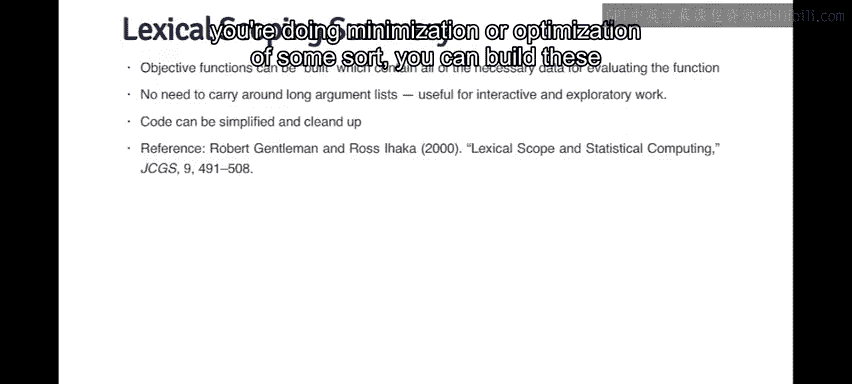 Lexical Scoping Summary
you're doing minimization or optimization
of some sort, you can build these
· Objective functions can be "built" which contain all of the necessary data for evaluating the function
· No need to carry around long argument lists — useful for interactive and exploratory work.
· Code can be simplified and cleand up
· Reference: Robert Gentleman and Ross Ihaka (2000). "Lexical Scope and Statistical Computing,"
JCGS, 9, 491–508.